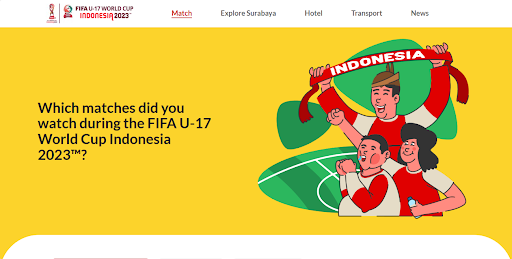 FIFA U-17 WORLD CUP
INDONESIA 2023™
Match
Explore Surabaya
Hotel
Transport
News
INDONESIA
Which matches did you
watch during the FIFA U-17
World Cup Indonesia
2023™?